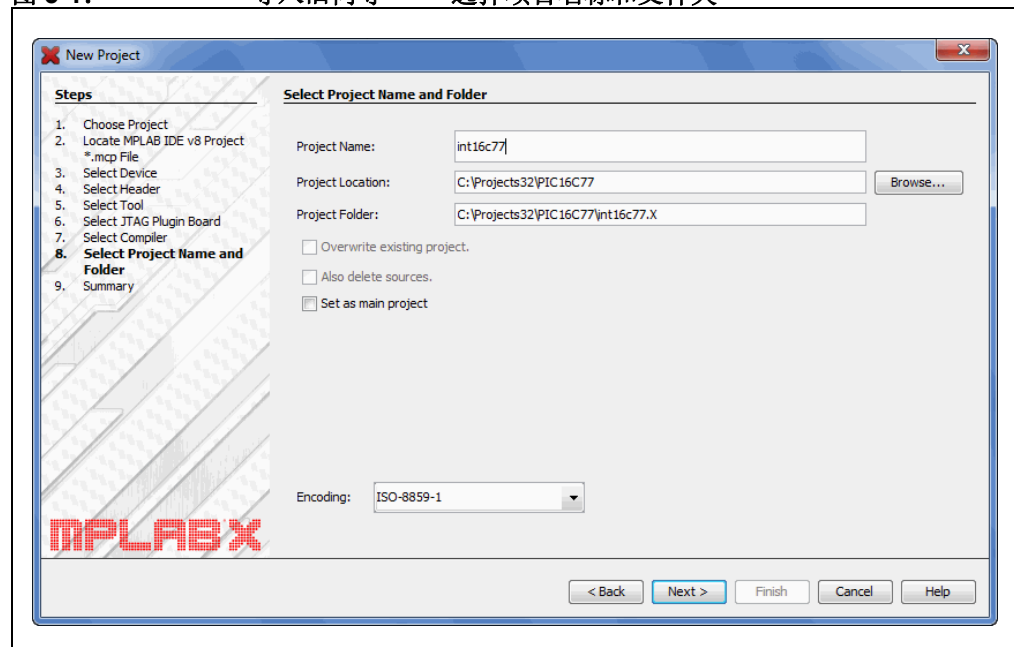 New Project
Steps
1. Choose Project
2. Locate MPLAB IDE v8 Project
*.mcp File
3. Select Device
4. Select Header
5. Select Tool
6. Select JTAG Plugin Board
7. Select Compiler
8. Select Project Name and
Folder
9. Summary
MPLAB X
Select Project Name and Folder
Project Name: int16c77
Project Location: C:\Projects32\PIC16C77 Browse...
Project Folder: C:\Projects32\PIC16C77\int16c77.X
Overwrite existing project.
Also delete sources.
Set as main project
Encoding: ISO-8859-1
< Back Next > Finish Cancel Help